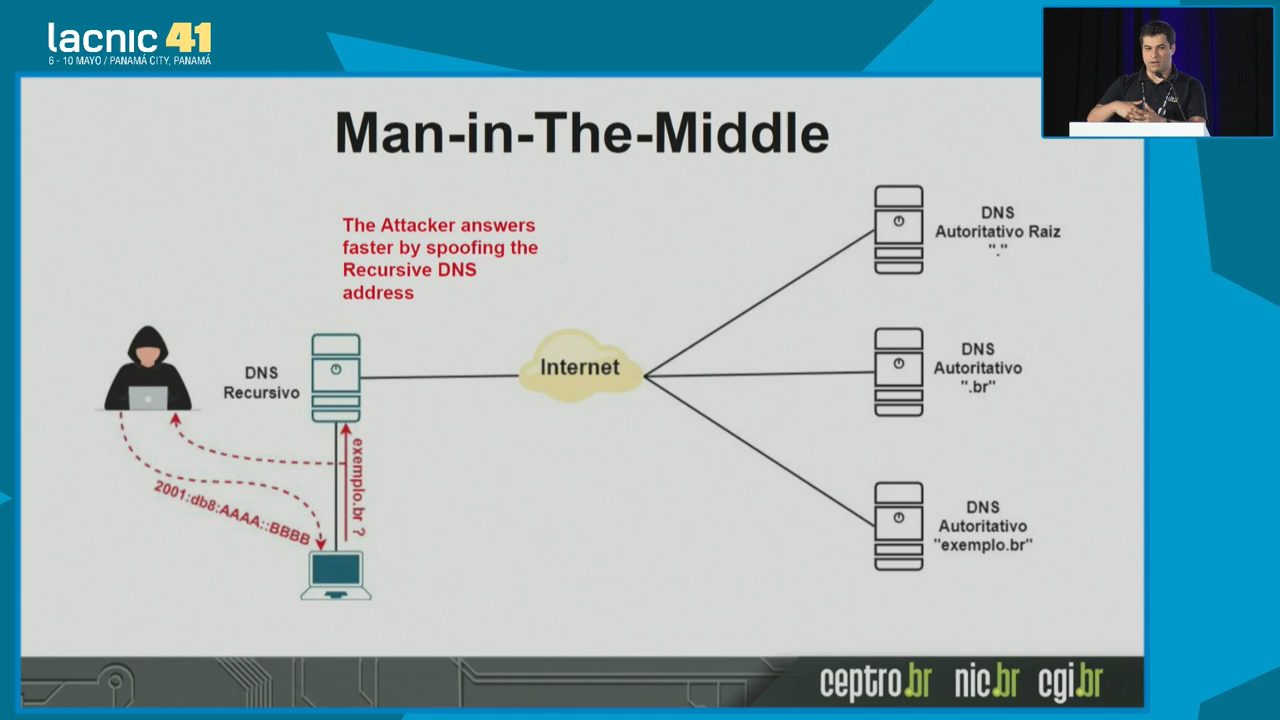 lacnic 41
6 - 10 MAYO / PANAMÁ CITY, PANAMÁ
Man-in-The-Middle
The Attacker answers
faster by spoofing the
Recursive DNS
address
DNS
Recursivo
exemplo.br ?
2001:db8:AAAA::BBBB
Internet
DNS
Autoritativo Raiz
"."
DNS
Autoritativo
".br"
DNS
Autoritativo
"exemplo.br"
ceptro.br nic.br cgi.br